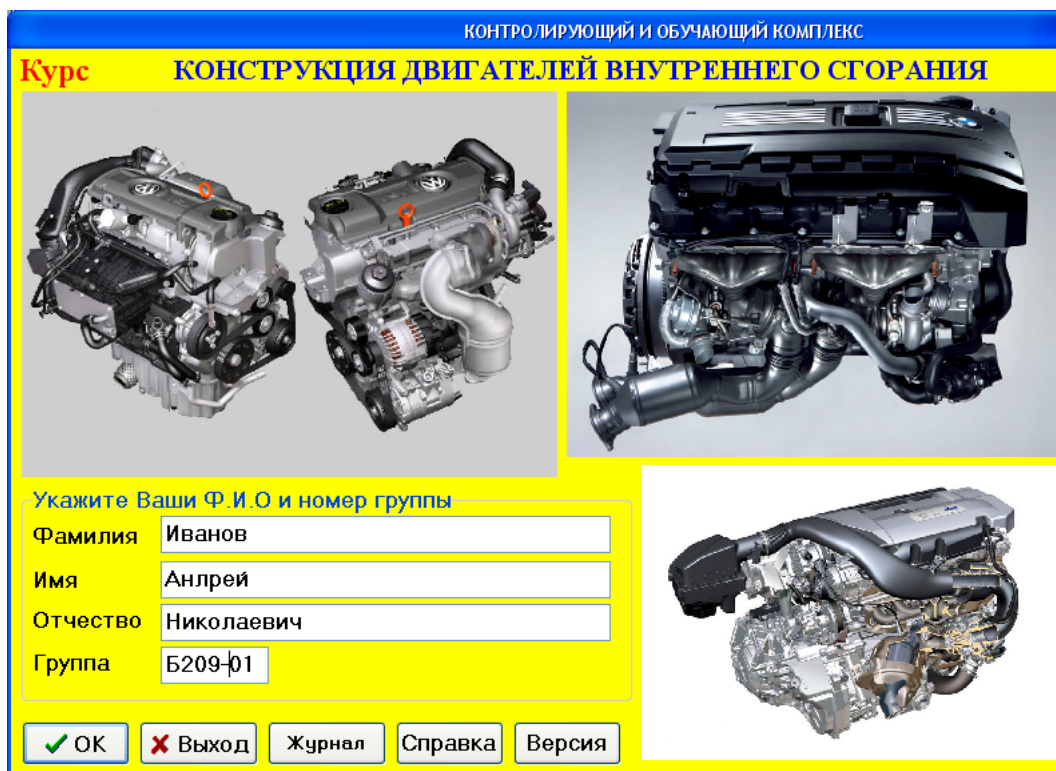 КОНТРОЛИРУЮЩИЙ И ОБУЧАЮЩИЙ КОМПЛЕКС
Курс КОНСТРУКЦИЯ ДВИГАТЕЛЕЙ ВНУТРЕННЕГО СГОРАНИЯ
Укажите Ваши Ф.И.О и номер группы
Фамилия Иванов
Имя Анлрей
Отчество Николаевич
Группа Б209-01
ОК Выход Журнал Справка Версия